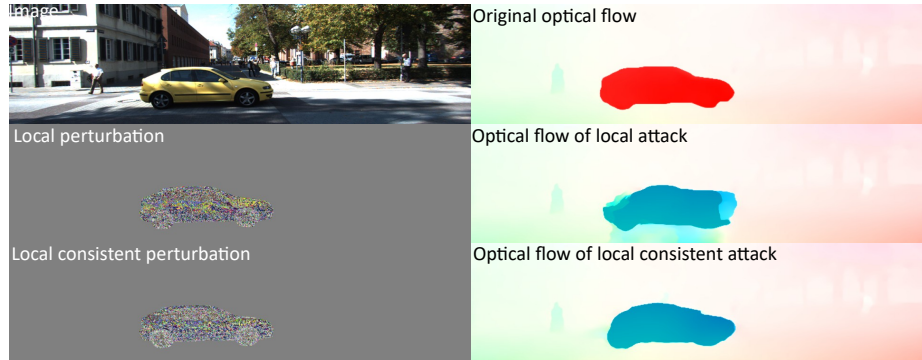 Image
Original optical flow
Local perturbation
Optical flow of local attack
Local consistent perturbation
Optical flow of local consistent attack